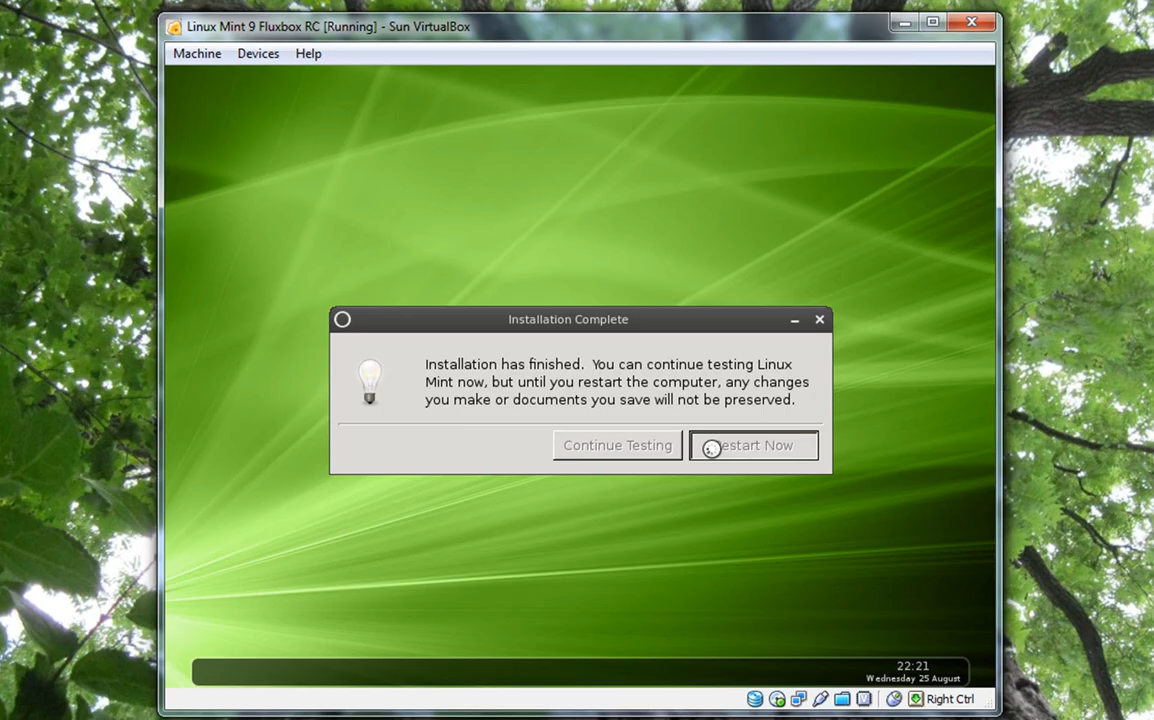 Linux Mint 9 Fluxbox RC [Running] - Sun VirtualBox
Machine Devices Help
Installation Complete
Installation has finished. You can continue testing Linux
Mint now, but until you restart the computer, any changes
you make or documents you save will not be preserved.
Continue Testing
Now
22:21
Wednesday 25 August
Right Ctrl